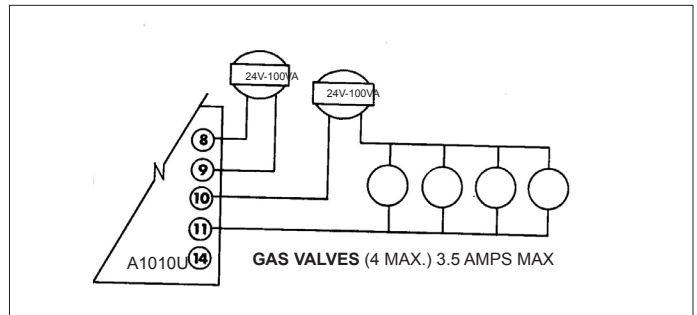 24V-100VA
24V-100VA
8
9
N
10
11
A1010U 14
GAS VALVES (4 MAX.) 3.5 AMPS MAX